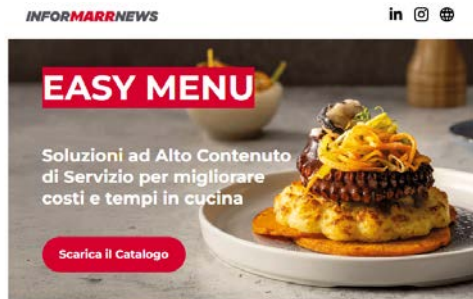 INFORMARRNEWS
EASY MENU
Soluzioni ad Alto Contenuto
di Servizio per migliorare
costi e tempi in cucina
Scarica il Catalogo